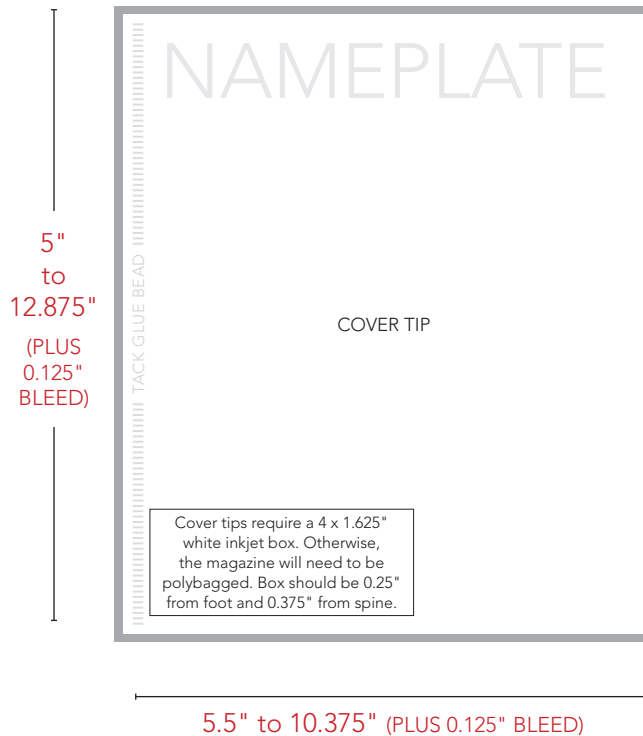 NAMEPLATE
5"
to
12.875"
(PLUS
0.125"
BLEED)
TACK GLUE BEAD
COVER TIP
Cover tips require a 4 x 1.625"
white inkjet box. Otherwise,
the magazine will need to be
polybagged. Box should be 0.25"
from foot and 0.375" from spine.
5.5" to 10.375" (PLUS 0.125" BLEED)